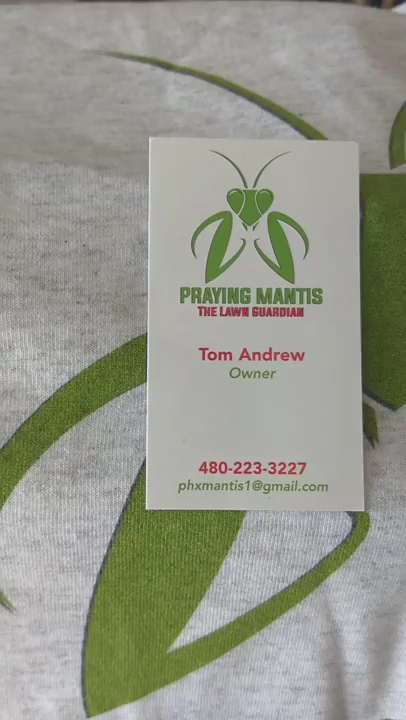 PRAYING MANTIS
THE LAWN GUARDIAN
Tom Andrew
Owner
480-223-3227
phxmantis1@gmail.com